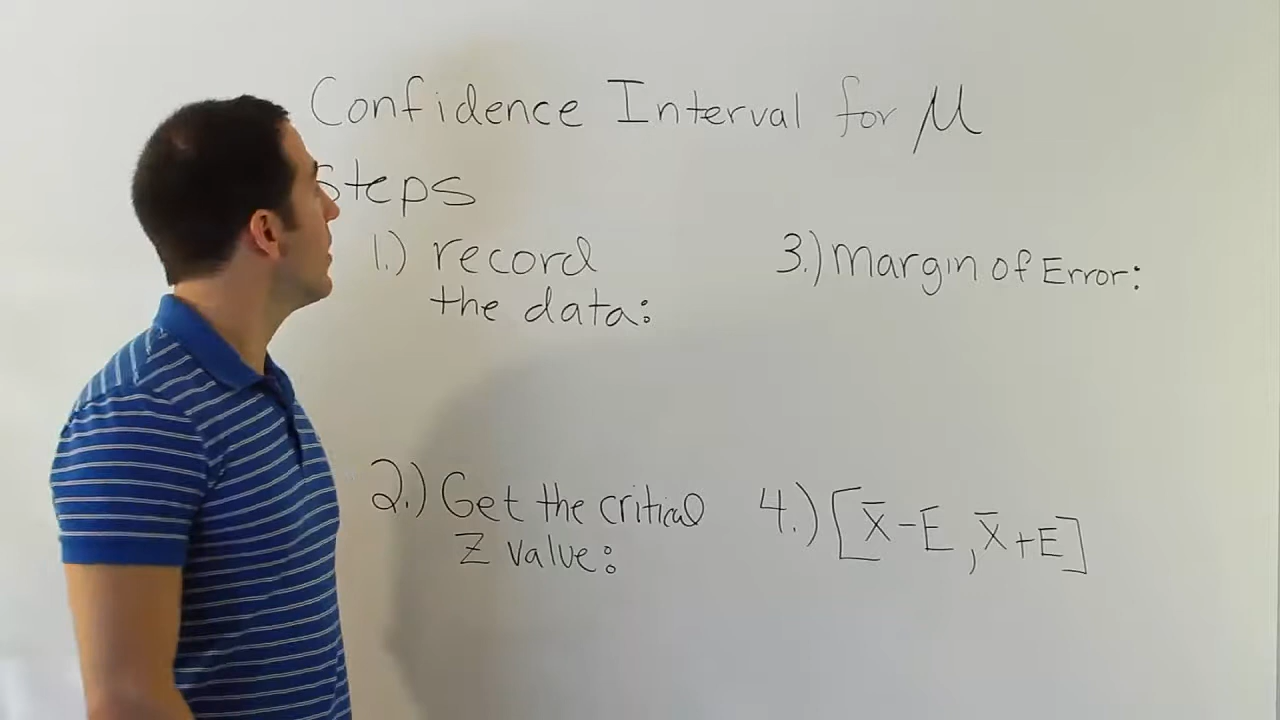 Confidence Interval for μ
steps
1.) record
the data:
2.) Get the critical
Z value:
3.) Margin of Error:
4.) [x̄-E, x̄+E]